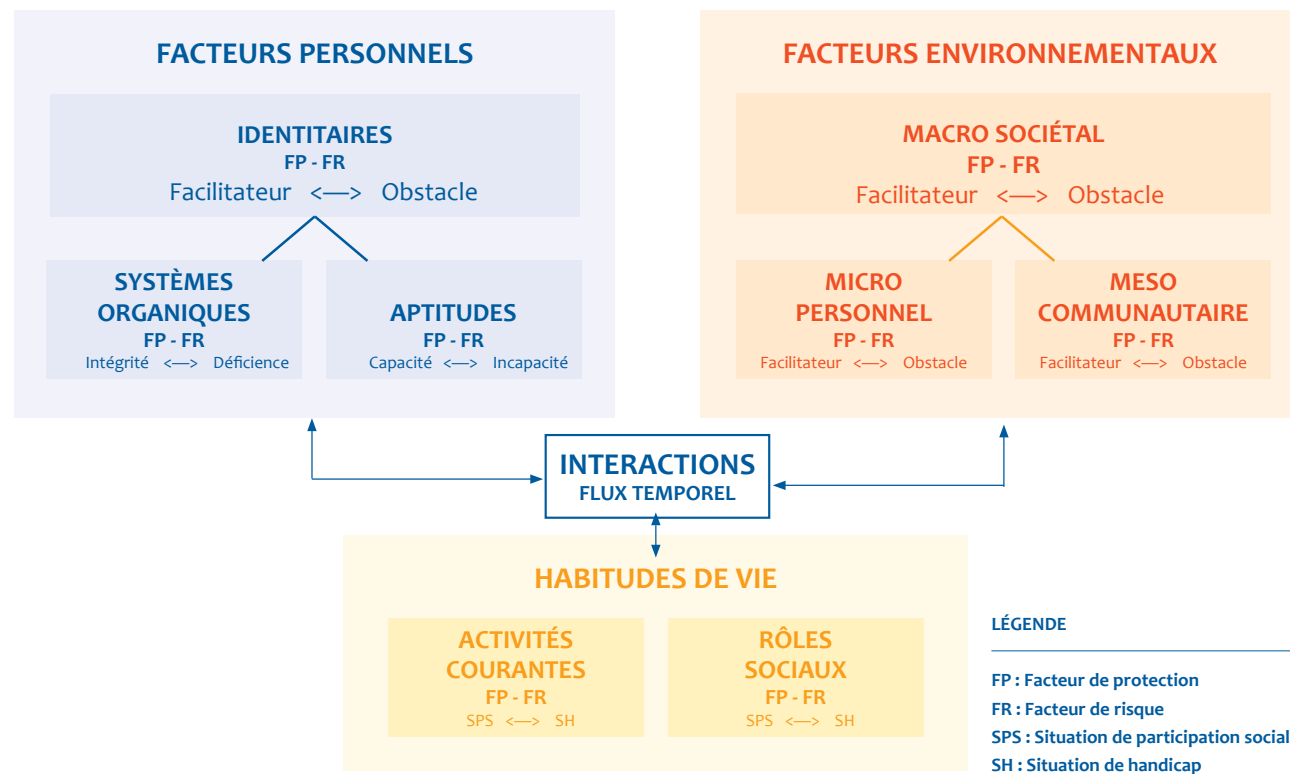 FACTEURS PERSONNELS
IDENTITAIRES
FP - FR
Facilitateur <—> Obstacle
SYSTÈMES
ORGANIQUES
FP - FR
Intégrité <—> Déficience
APTITUDES
FP - FR
Capacité <—> Incapacité
FACTEURS ENVIRONNEMENTAUX
MACRO SOCIÉTAL
FP - FR
Facilitateur <—> Obstacle
MICRO
PERSONNEL
FP - FR
Facilitateur <—> Obstacle
MESO
COMMUNAUTAIRE
FP - FR
Facilitateur <—> Obstacle
INTERACTIONS
FLUX TEMPOREL
HABITUDES DE VIE
ACTIVITÉS
COURANTES
FP - FR
SPS <—> SH
RÔLES
SOCIAUX
FP - FR
SPS <—> SH
LÉGENDE
FP : Facteur de protection
FR : Facteur de risque
SPS : Situation de participation social
SH : Situation de handicap